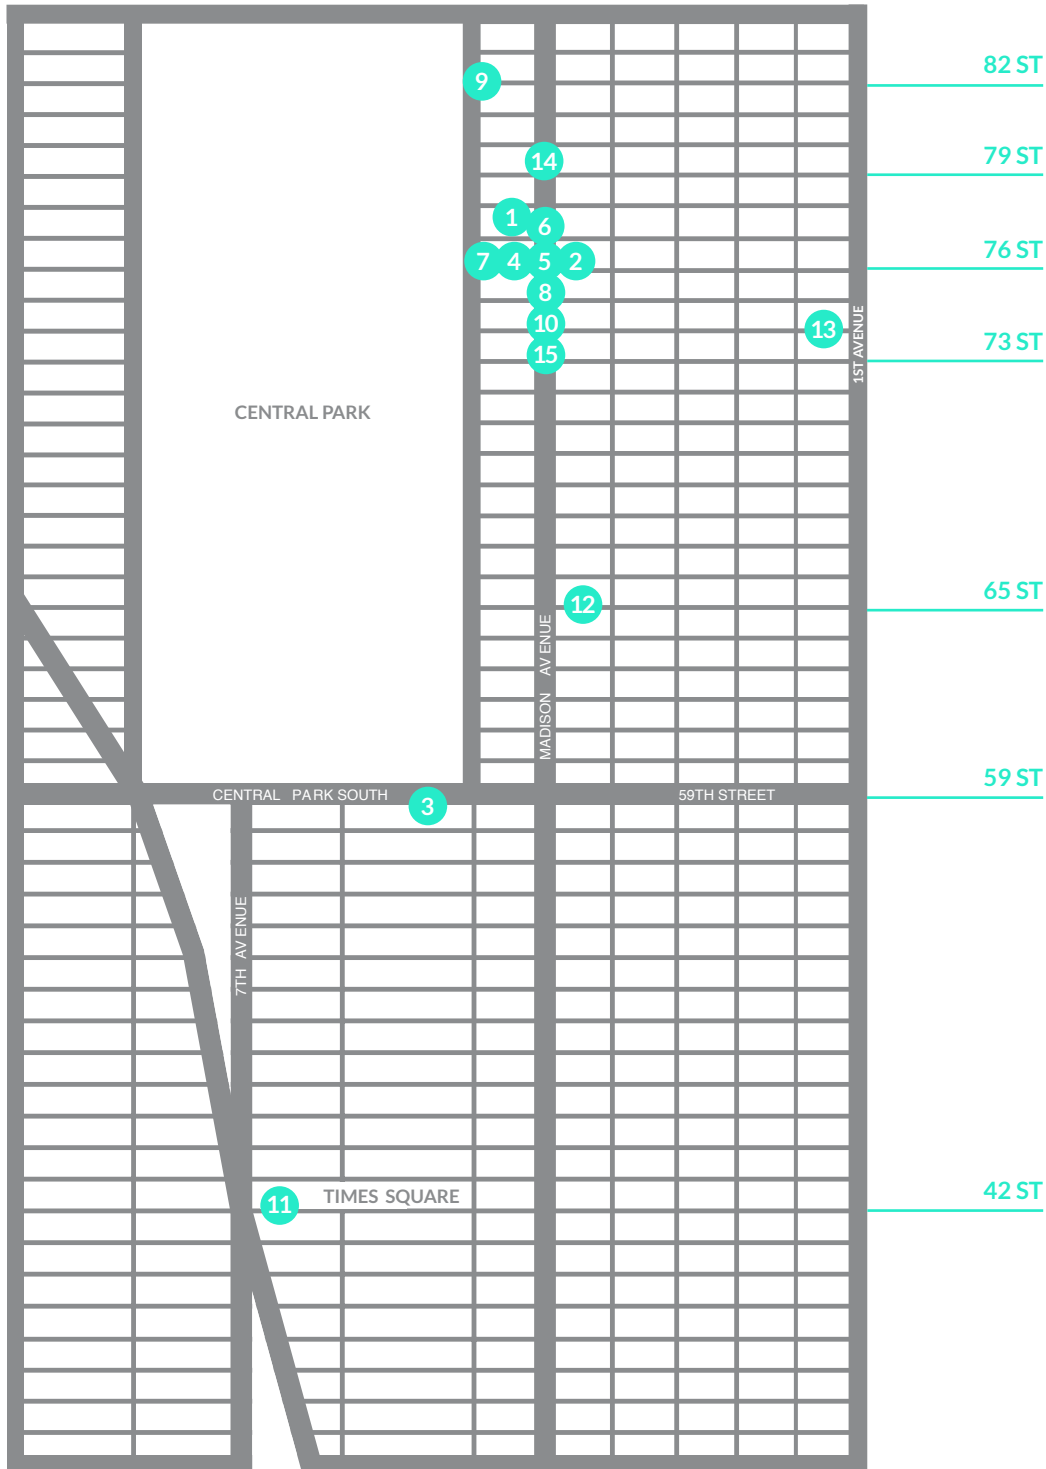 82 ST
9
79 ST
14
1
6
76 ST
7
4
5
2
8
10
13
1ST AVENUE
73 ST
15
CENTRAL PARK
65 ST
12
MADISON AV ENUE
59 ST
CENTRAL PARK SOUTH
3
59TH STREET
7TH AV ENUE
42 ST
11
TIMES SQUARE